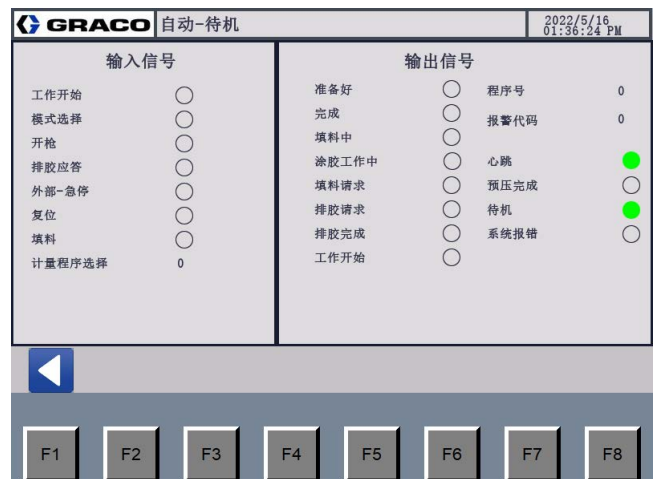 GRACO 自动-待机 2022/5/16
01:36:24 PM
输入信号
工作开始
模式选择
开枪
排胶应答
外部-急停
复位
填料
计量程序选择 0
输出信号
准备好 程序号 0
完成 报警代码 0
填料中
涂胶工作中 心跳
填料请求 预压完成
排胶请求 待机
排胶完成 系统报错
工作开始
F1 F2 F3 F4 F5 F6 F7 F8